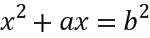 x² + ax = b²